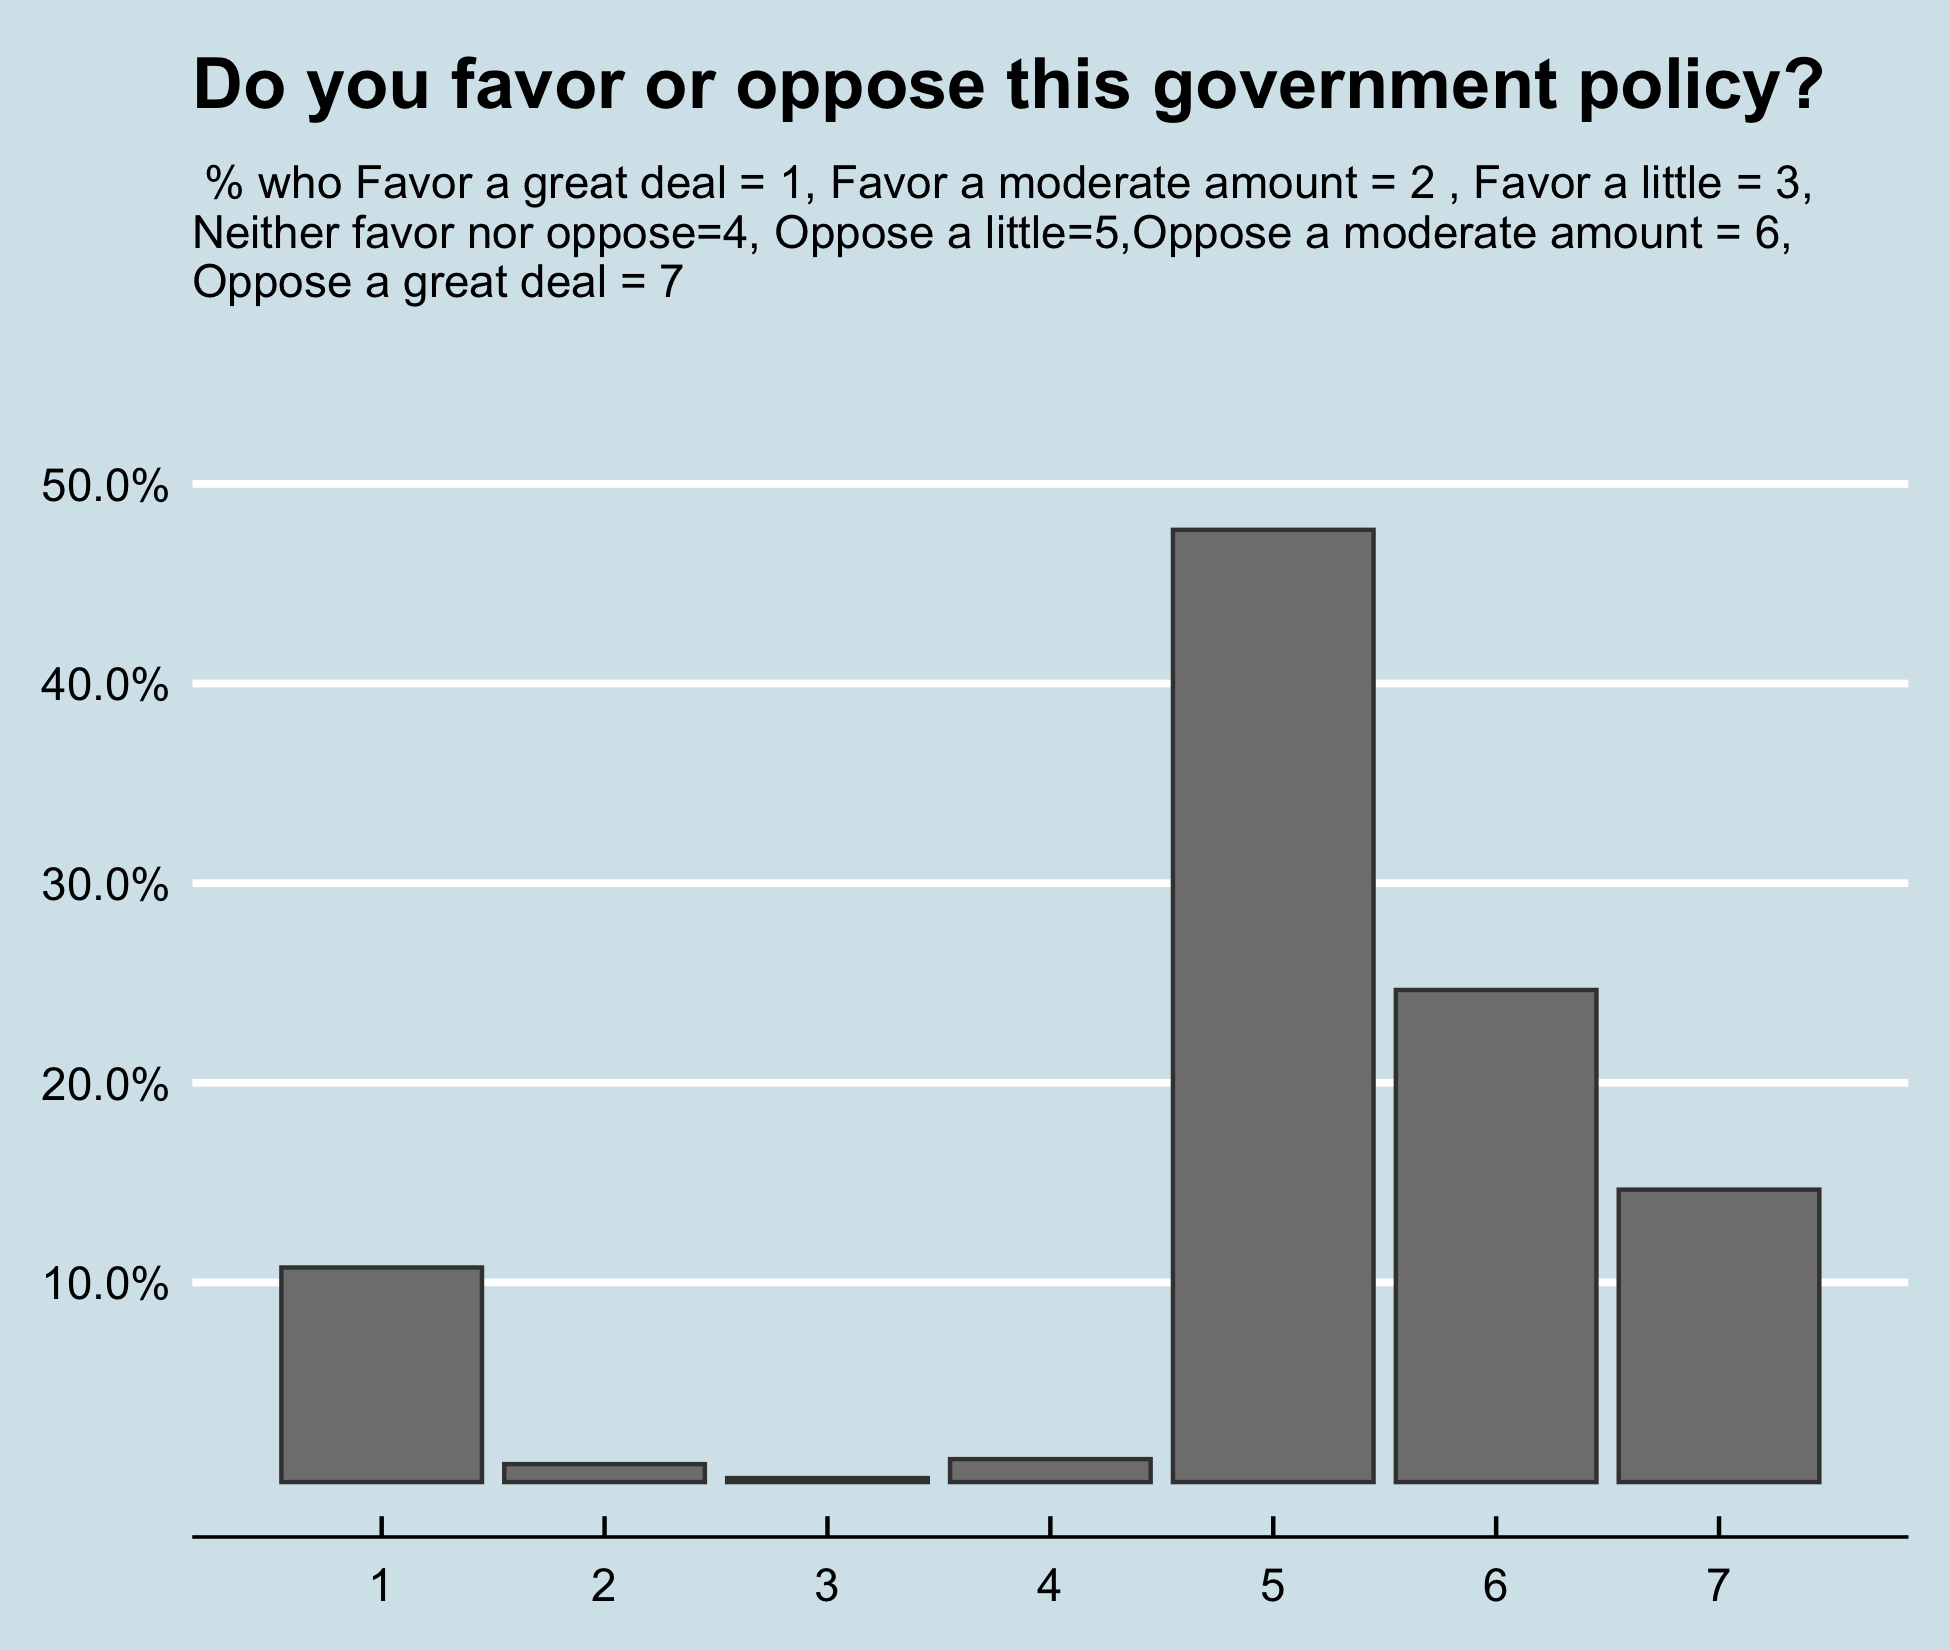 Do you favor or oppose this government policy?
% who Favor a great deal = 1, Favor a moderate amount = 2 , Favor a little = 3,
Neither favor nor oppose=4, Oppose a little=5,Oppose a moderate amount = 6,
Oppose a great deal = 7
50.0%
40.0%
30.0%
20.0%
10.0%
1 2 3 4 5 6 7